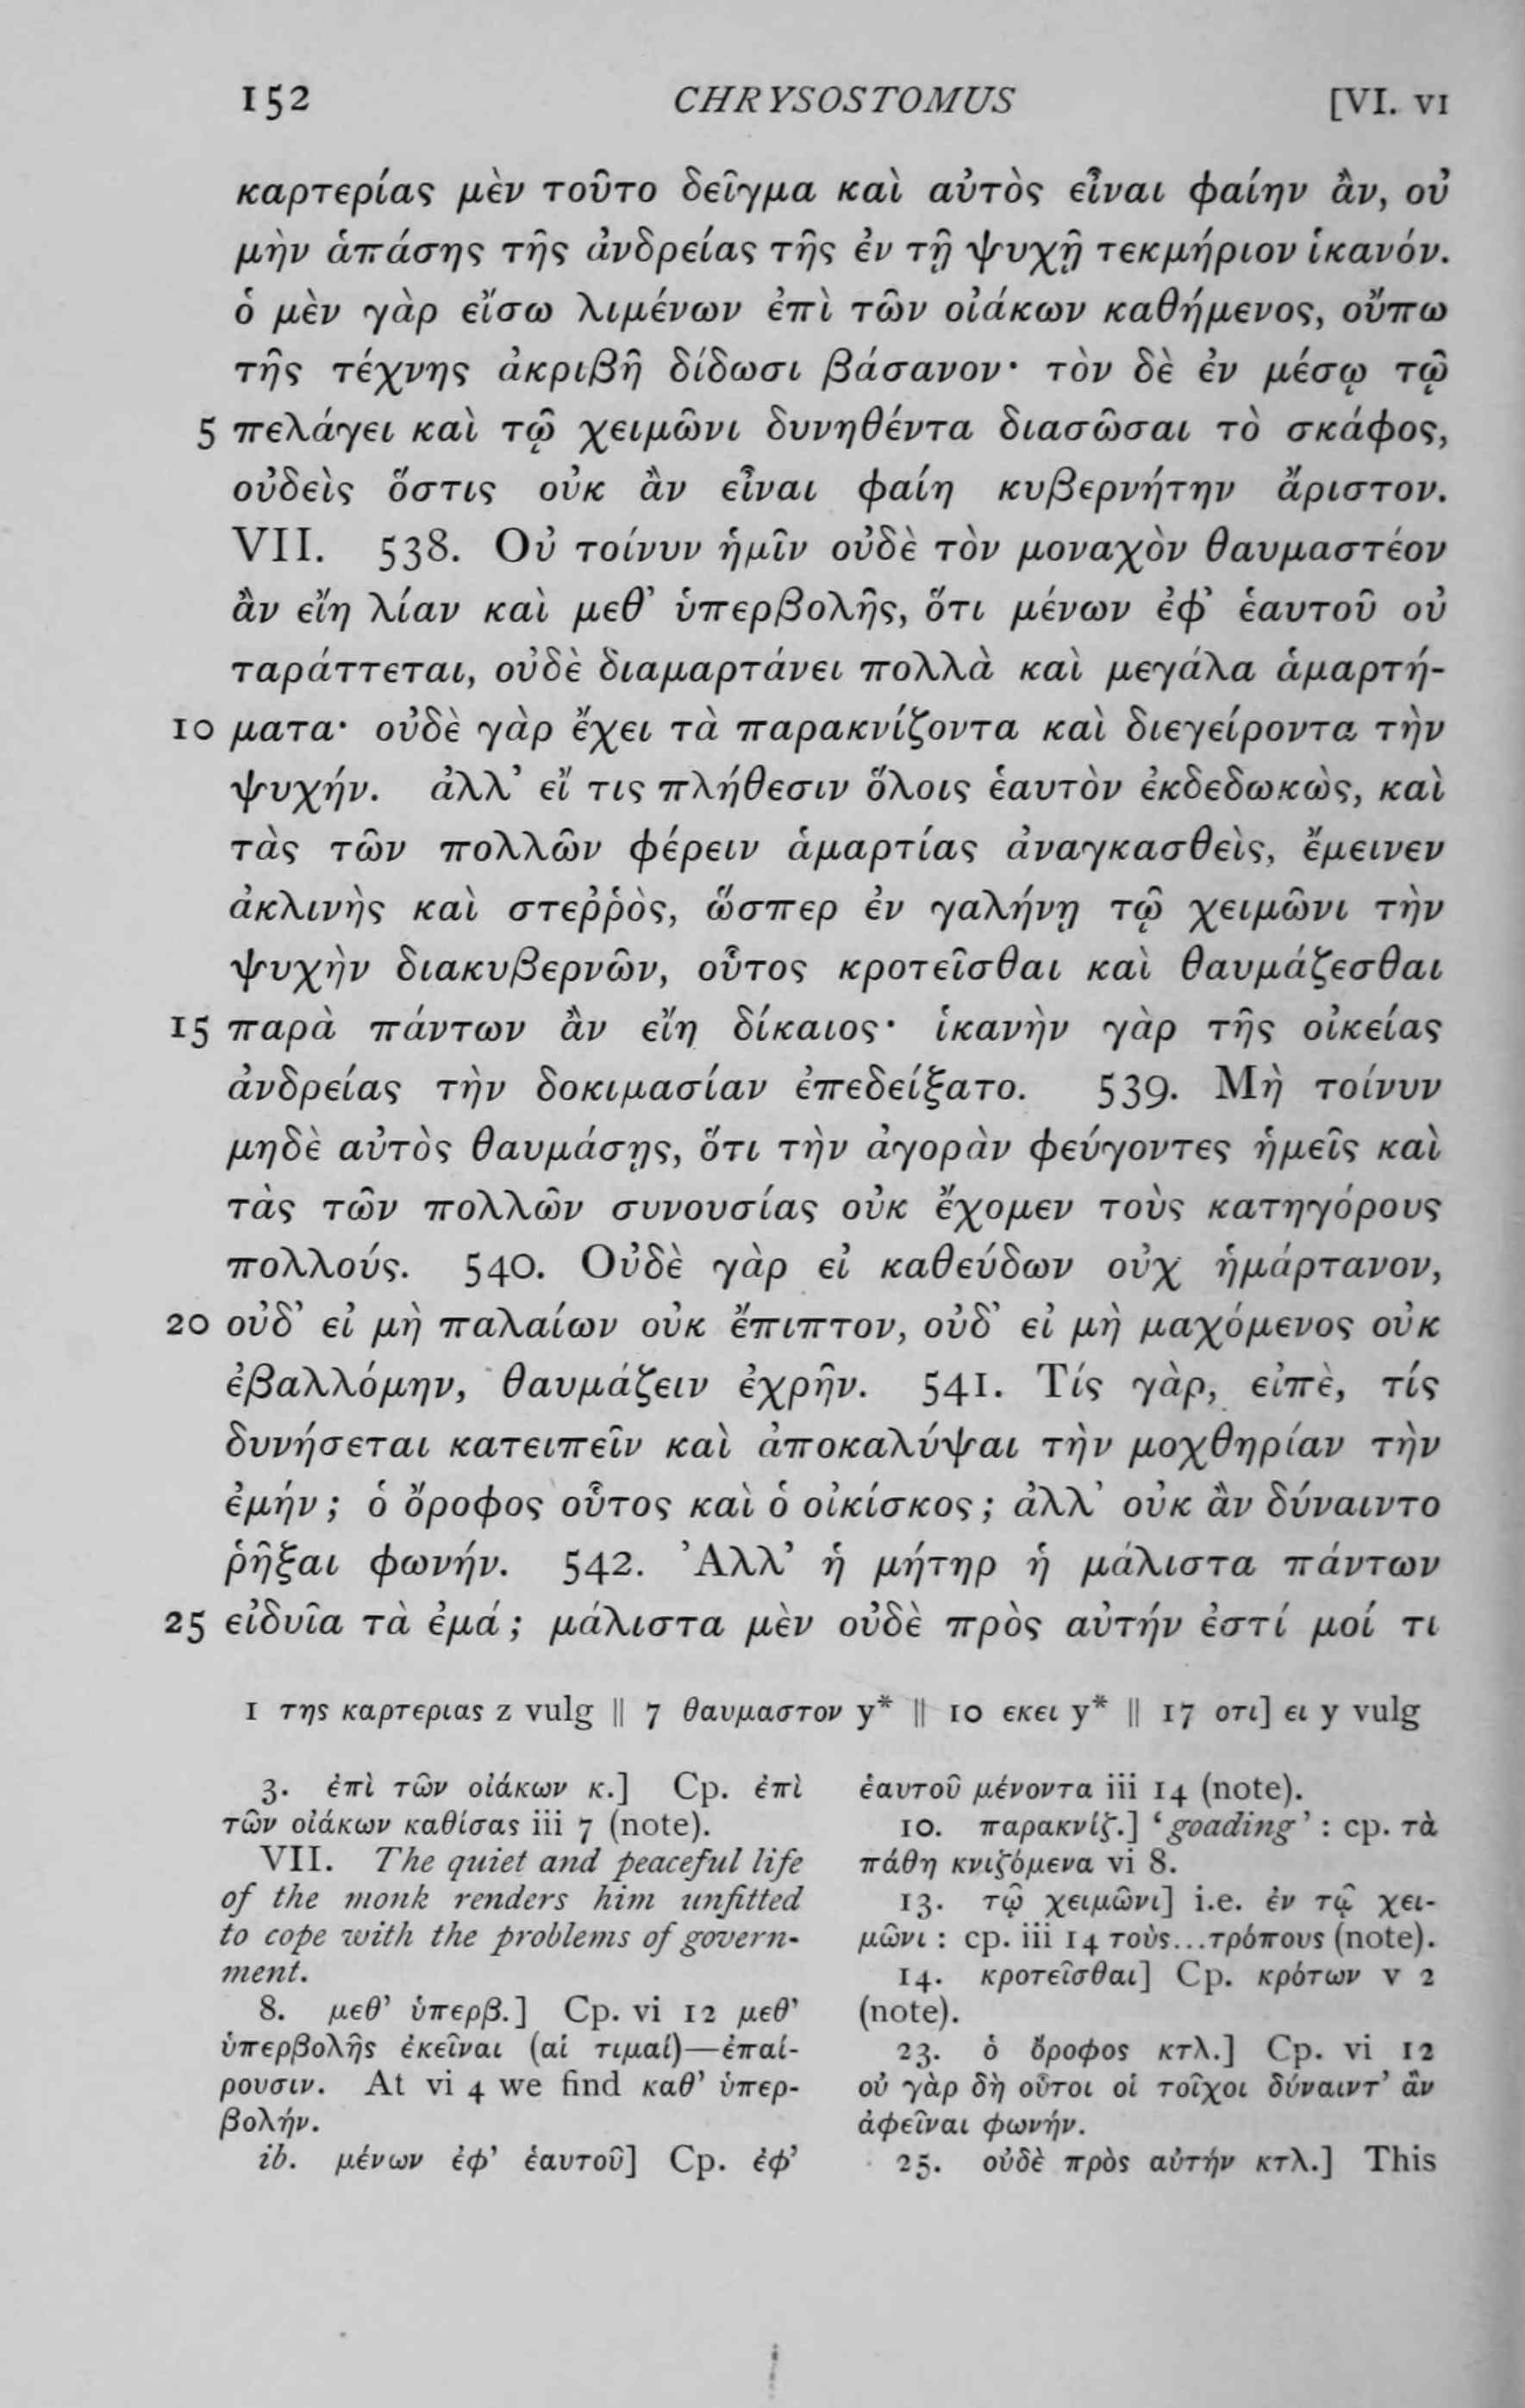 152 CHRYSOSTOMUS [VI. VI
καρτερίας μὲν τοῦτο δεῖγμα καὶ αὐτὸς εἶναι φαίην ἂν, οὐ
μὴν ἁπάσης τῆς ἀνδρείας τῆς ἐν τῇ ψυχῇ τεκμήριον ἱκανόν.
ὁ μὲν γὰρ εἴσω λιμένων ἐπὶ τῶν οἰάκων καθήμενος, οὔπω
τῆς τέχνης ἀκριβῆ δίδωσι βάσανον· τὸν δὲ ἐν μέσῳ τῷ
5 πελάγει καὶ τῷ χειμῶνι δυνηθέντα διασῶσαι τὸ σκάφος,
οὐδεὶς ὅστις οὐκ ἂν εἶναι φαίη κυβερνήτην ἄριστον.
VII. 538. Οὐ τοίνυν ἡμῖν οὐδὲ τὸν μοναχὸν θαυμαστέον
ἂν εἴη λίαν καὶ μεθ’ ὑπερβολῆς, ὅτι μένων ἐφ’ ἑαυτοῦ οὐ
ταράττεται, οὐδὲ διαμαρτάνει πολλὰ καὶ μεγάλα ἁμαρτή-
10 ματα· οὐδὲ γὰρ ἔχει τὰ παρακνίζοντα καὶ διεγείροντα τὴν
ψυχήν. ἀλλ’ εἴ τις πλήθεσιν ὅλοις ἑαυτὸν ἐκδεδωκὼς, καὶ
τὰς τῶν πολλῶν φέρειν ἁμαρτίας ἀναγκασθεὶς, ἔμεινεν
ἀκλινὴς καὶ στεῤῥὸς, ὥσπερ ἐν γαλήνῃ τῷ χειμῶνι τὴν
ψυχὴν διακυβερνῶν, οὗτος κροτεῖσθαι καὶ θαυμάζεσθαι
15 παρὰ πάντων ἂν εἴη δίκαιος· ἱκανὴν γὰρ τῆς οἰκείας
ἀνδρείας τὴν δοκιμασίαν ἐπεδείξατο. 539. Μὴ τοίνυν
μηδὲ αὐτὸς θαυμάσῃς, ὅτι τὴν ἀγορὰν φεύγοντες ἡμεῖς καὶ
τὰς τῶν πολλῶν συνουσίας οὐκ ἔχομεν τοὺς κατηγόρους
πολλούς. 540. Οὐδὲ γὰρ εἰ καθεύδων οὐχ ἡμάρτανον,
20 οὐδ’ εἰ μὴ παλαίων οὐκ ἔπιπτον, οὐδ’ εἰ μὴ μαχόμενος οὐκ
ἐβαλλόμην, θαυμάζειν ἐχρῆν. 541. Τίς γὰρ, εἰπὲ, τίς
δυνήσεται κατειπεῖν καὶ ἀποκαλύψαι τὴν μοχθηρίαν τὴν
ἐμήν; ὁ ὄροφος οὗτος καὶ ὁ οἰκίσκος; ἀλλ’ οὐκ ἂν δύναιντο
ῥῆξαι φωνήν. 542. Ἀλλ’ ἡ μήτηρ ἡ μάλιστα πάντων
25 εἰδυῖα τὰ ἐμά; μάλιστα μὲν οὐδὲ πρὸς αὐτήν ἐστί μοί τι
1 της καρτεριας z vulg || 7 θαυμαστον y* || 10 εκει y* || 17 οτι] ει y vulg
3. ἐπὶ τῶν οἰάκων κ.] Cp. ἐπὶ
τῶν οἰάκων καθίσας iii 7 (note).
VII. The quiet and peaceful life
of the monk renders him unfitted
to cope with the problems of govern-
ment.
8. μεθ’ ὑπερβ.] Cp. vi 12 μεθ’
ὑπερβολῆς ἐκεῖναι (αἱ τιμαί)—ἐπαί-
ρουσιν. At vi 4 we find καθ’ ὑπερ-
βολήν.
ib. μένων ἐφ’ ἑαυτοῦ] Cp. ἐφ’
ἑαυτοῦ μένοντα iii 14 (note).
10. παρακνίζ.] ‘goading’: cp. τὰ
πάθη κνιζόμενα vi 8.
13. τῷ χειμῶνι] i.e. ἐν τῷ χει-
μῶνι: cp. iii 14 τοὺς...τρόπους (note).
14. κροτεῖσθαι] Cp. κρότων v 2
(note).
23. ὁ ὄροφος κτλ.] Cp. vi 12
οὐ γὰρ δὴ οὗτοι οἱ τοῖχοι δύναιντ’ ἂν
ἀφεῖναι φωνήν.
25. οὐδὲ πρὸς αὐτήν κτλ.] This